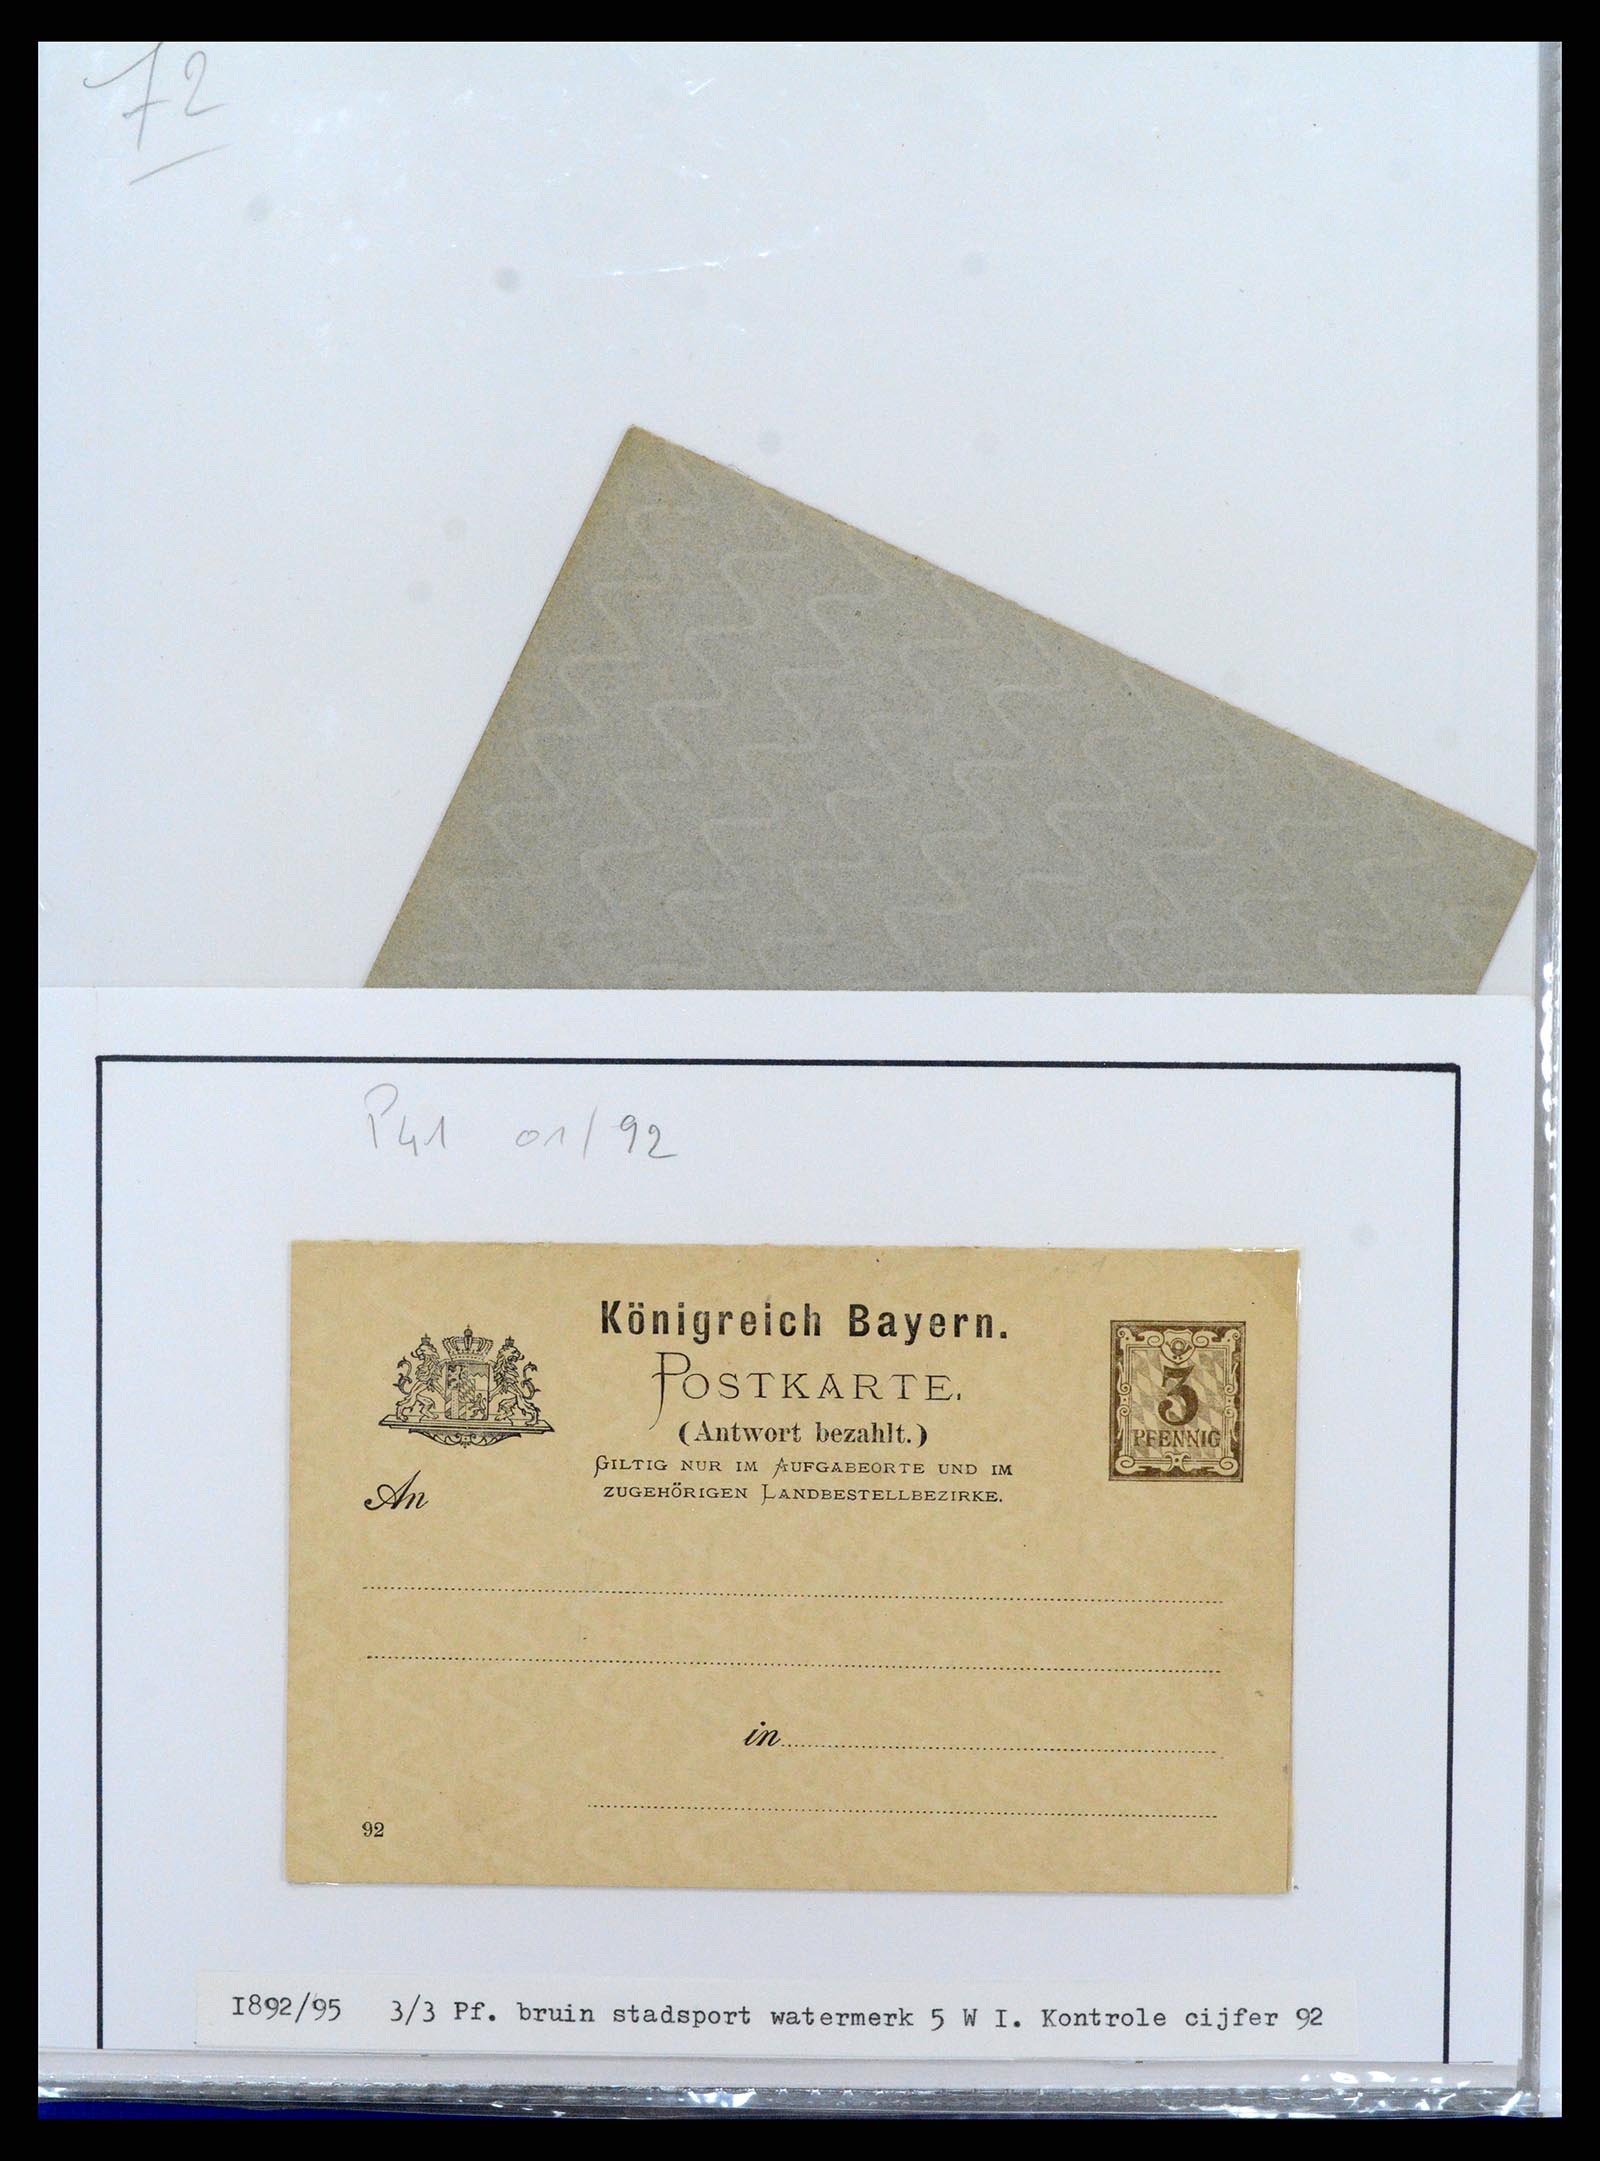 72
P41 01/92
Königreich Bayern.
POSTKARTE.
(Antwort bezahlt.)
GILTIG NUR IM AUFGABEORTE UND IM
ZUGEHÖRIGEN LANDBESTELLBEZIRKE.
3
PFENNIG
An
in
92
I892/95 3/3 Pf. bruin stadsport watermerk 5 W I. Kontrole cijfer 92